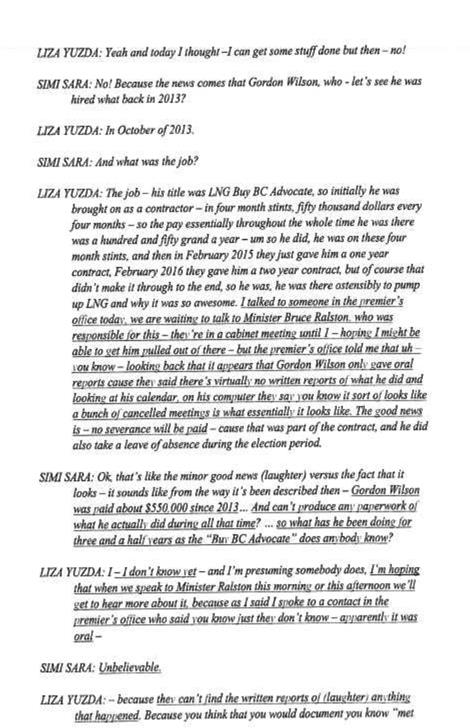 LIZA YUZDA: Yeah and today I thought –I can get some stuff done but then – no!
SIMI SARA: No! Because the news comes that Gordon Wilson, who - let's see he was
hired what back in 2013?
LIZA YUZDA: In October of 2013.
SIMI SARA: And what was the job?
LIZA YUZDA: The job – his title was LNG Buy BC Advocate, so initially he was
brought on as a contractor – in four month stints, fifty thousand dollars every
four months – so the pay essentially throughout the whole time he was there
was a hundred and fifty grand a year – um so he did, he was on these four
month stints, and then in February 2015 they just gave him a one year
contract, February 2016 they gave him a two year contract, but of course that
didn't make it through to the end, so he was, he was there ostensibly to pump
up LNG and why it was so awesome. I talked to someone in the premier's
office today, we are waiting to talk to Minister Bruce Ralston, who was
responsible for this – they're in a cabinet meeting until 1 – hoping I might be
able to get him pulled out of there – but the premier's office told me that uh –
you know – looking back that it appears that Gordon Wilson only gave oral
reports cause they said there's virtually no written reports of what he did and
looking at his calendar, on his computer they say you know it sort of looks like
a bunch of cancelled meetings is what essentially it looks like. The good news
is – no severance will be paid – cause that was part of the contract, and he did
also take a leave of absence during the election period.
SIMI SARA: Ok, that's like the minor good news (laughter) versus the fact that it
looks – it sounds like from the way it's been described then – Gordon Wilson
was paid about $550,000 since 2013... And can't produce any paperwork of
what he actually did during all that time? ... so what has he been doing for
three and a half years as the "Buy BC Advocate" does anybody know?
LIZA YUZDA: I – I don't know yet – and I'm presuming somebody does, I'm hoping
that when we speak to Minister Ralston this morning or this afternoon we'll
get to hear more about it, because as I said I spoke to a contact in the
premier's office who said you know just they don't know – apparently it was
oral –
SIMI SARA: Unbelievable.
LIZA YUZDA: – because they can't find the written reports of (laughter) anything
that happened. Because you think that you would document you know "met